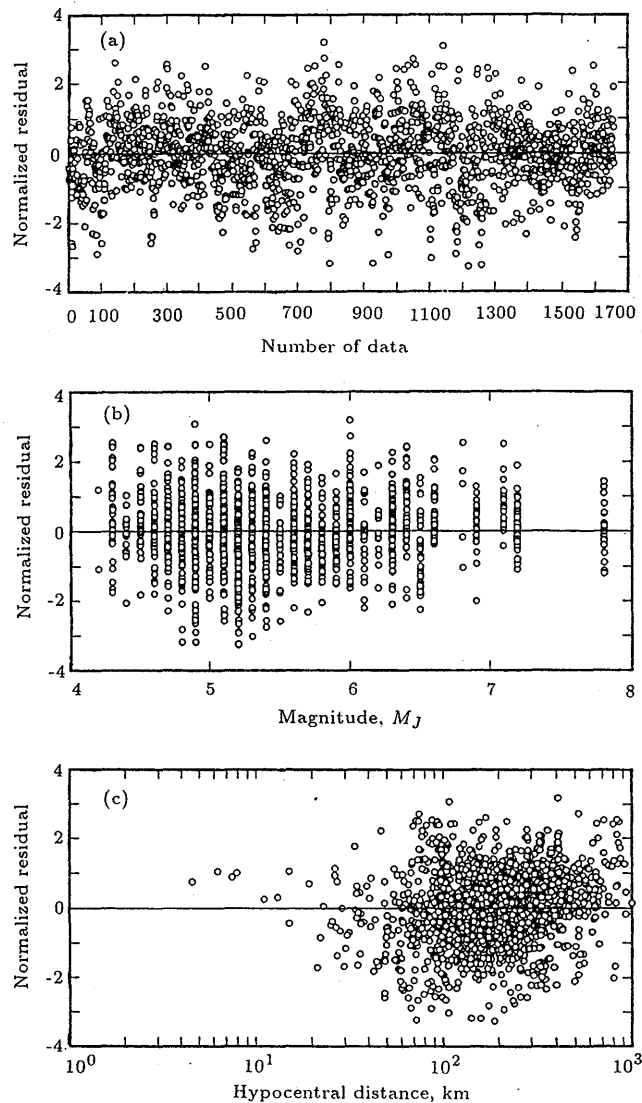 (a)
Normalized residual
4
2
0
-2
-4
0 100 300 500 700 900 1100 1300 1500 1700
Number of data
(b)
Normalized residual
4
2
0
-2
-4
4 5 6 7 8
Magnitude, M_J
(c)
Normalized residual
4
2
0
-2
-4
10^0 10^1 10^2 10^3
Hypocentral distance, km